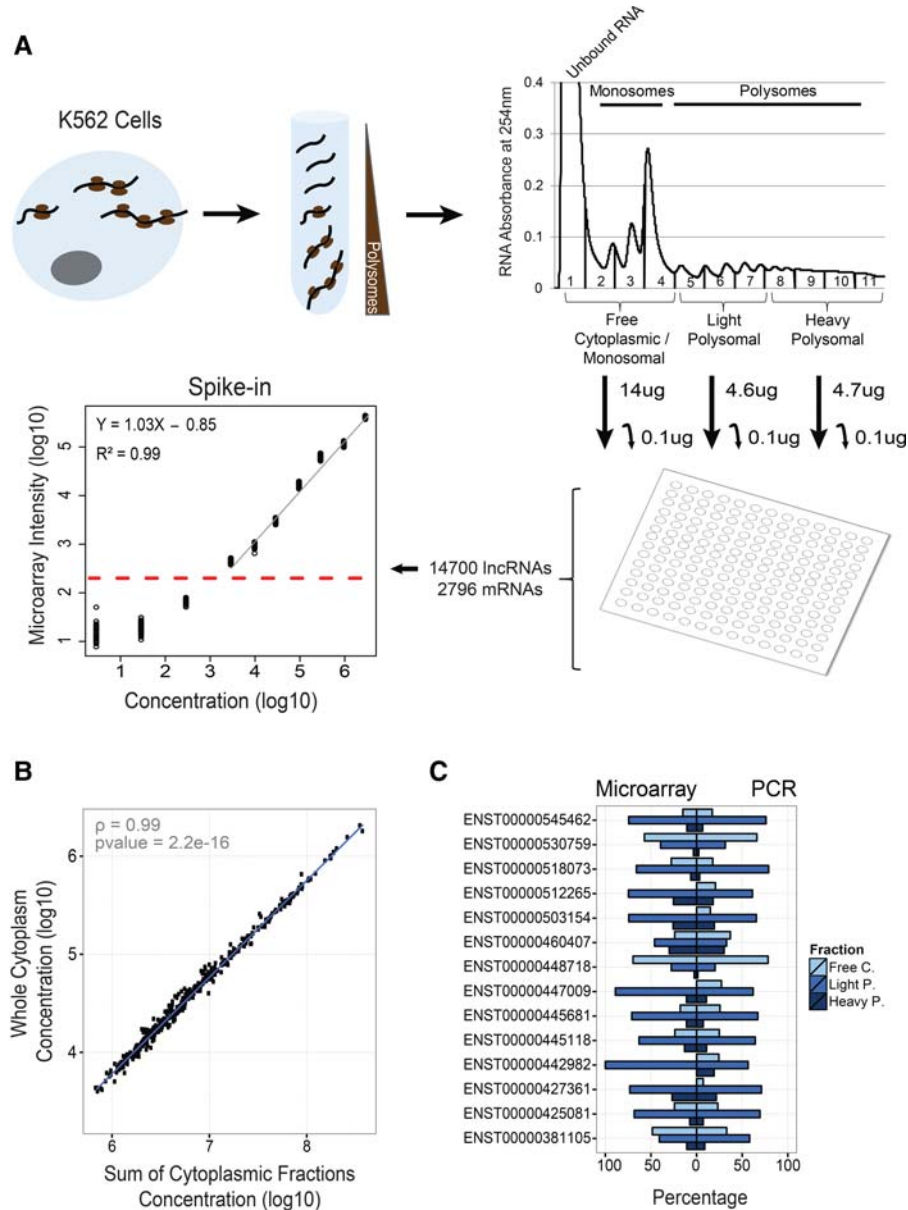 A
K562 Cells
Polysomes
Unbound RNA
Monosomes
Polysomes
RNA Absorbance at 254nm
0.4
0.3
0.2
0.1
0
1 2 3 4 5 6 7 8 9 10 11
Free
Cytoplasmic /
Monosomal
Light
Polysomal
Heavy
Polysomal
14ug
4.6ug
4.7ug
0.1ug
0.1ug
0.1ug
Spike-in
Y = 1.03X − 0.85
R² = 0.99
Microarray Intensity (log10)
5
4
3
2
1
1 2 3 4 5 6
Concentration (log10)
14700 lncRNAs
2796 mRNAs
B
ρ = 0.99
pvalue = 2.2e-16
Whole Cytoplasm
Concentration (log10)
6
5
4
6 7 8
Sum of Cytoplasmic Fractions
Concentration (log10)
C
Microarray PCR
ENST00000545462
ENST00000530759
ENST00000518073
ENST00000512265
ENST00000503154
ENST00000460407
ENST00000448718
ENST00000447009
ENST00000445681
ENST00000445118
ENST00000442982
ENST00000427361
ENST00000425081
ENST00000381105
100 50 0 50 100
Percentage
Fraction
Free C.
Light P.
Heavy P.